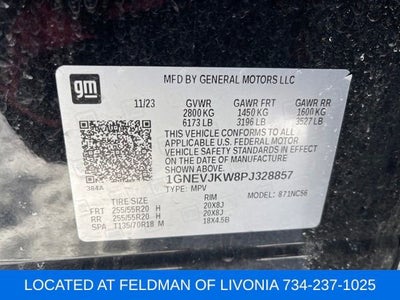 gm
MFD BY GENERAL MOTORS LLC
11/23 GVWR GAWR FRT GAWR RR
2800 KG 1450 KG 1600 KG
6173 LB 3196 LB 3527 LB
THIS VEHICLE CONFORMS TO ALL
APPLICABLE U.S. FEDERAL MOTOR
VEHICLE SAFETY STANDARDS IN EFFECT
ON THE DATE OF MANUFACTURE SHOWN ABOVE.
1GNEVJKW8PJ328857
TYPE: MPV MODEL: 871NC56
TIRE SIZE RIM
FRT 255/55R20 H 20X8J
RR 255/55R20 H 20X8J
SPA T135/70R18 M 18X4.5B
LOCATED AT FELDMAN OF LIVONIA 734-237-1025